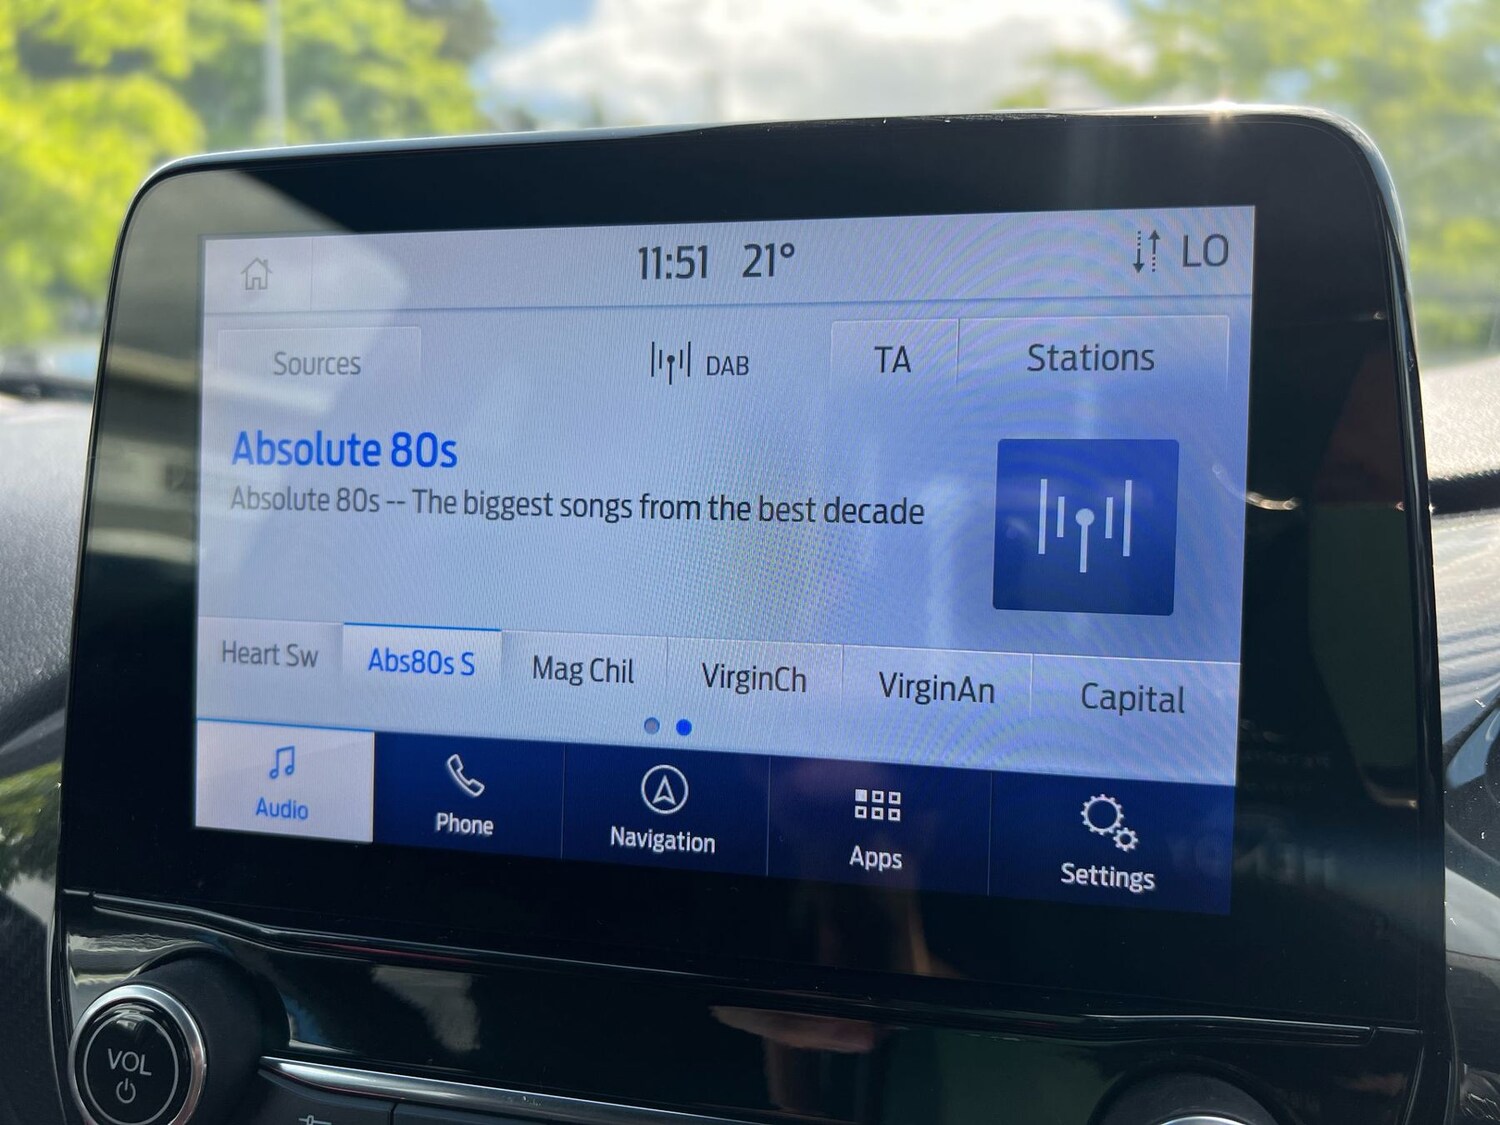 11:51 21° LO
Sources DAB TA Stations
Absolute 80s
Absolute 80s -- The biggest songs from the best decade
Heart Sw Abs80s S Mag Chil VirginCh VirginAn Capital
Audio Phone Navigation Apps Settings
VOL